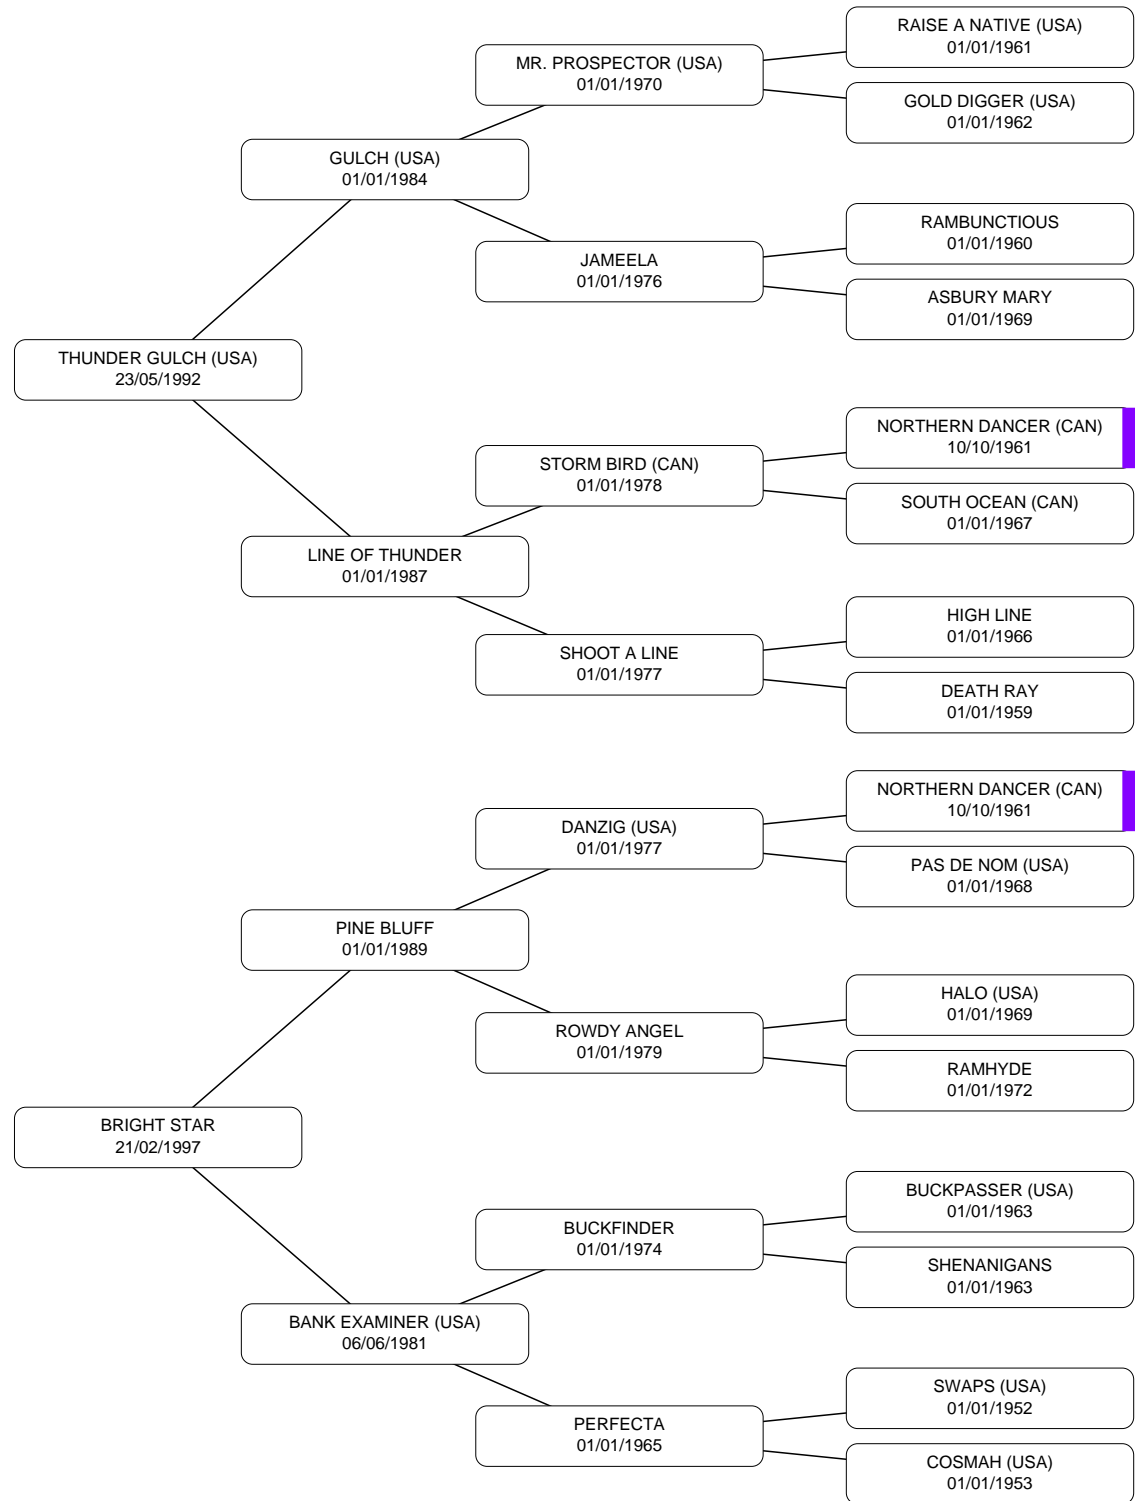 RAISE A NATIVE (USA)
01/01/1961
MR. PROSPECTOR (USA)
01/01/1970
GOLD DIGGER (USA)
01/01/1962
GULCH (USA)
01/01/1984
RAMBUNCTIOUS
01/01/1960
JAMEELA
01/01/1976
ASBURY MARY
01/01/1969
THUNDER GULCH (USA)
23/05/1992
NORTHERN DANCER (CAN)
10/10/1961
STORM BIRD (CAN)
01/01/1978
SOUTH OCEAN (CAN)
01/01/1967
LINE OF THUNDER
01/01/1987
HIGH LINE
01/01/1966
SHOOT A LINE
01/01/1977
DEATH RAY
01/01/1959
NORTHERN DANCER (CAN)
10/10/1961
DANZIG (USA)
01/01/1977
PAS DE NOM (USA)
01/01/1968
PINE BLUFF
01/01/1989
HALO (USA)
01/01/1969
ROWDY ANGEL
01/01/1979
RAMHYDE
01/01/1972
BRIGHT STAR
21/02/1997
BUCKPASSER (USA)
01/01/1963
BUCKFINDER
01/01/1974
SHENANIGANS
01/01/1963
BANK EXAMINER (USA)
06/06/1981
SWAPS (USA)
01/01/1952
PERFECTA
01/01/1965
COSMAH (USA)
01/01/1953